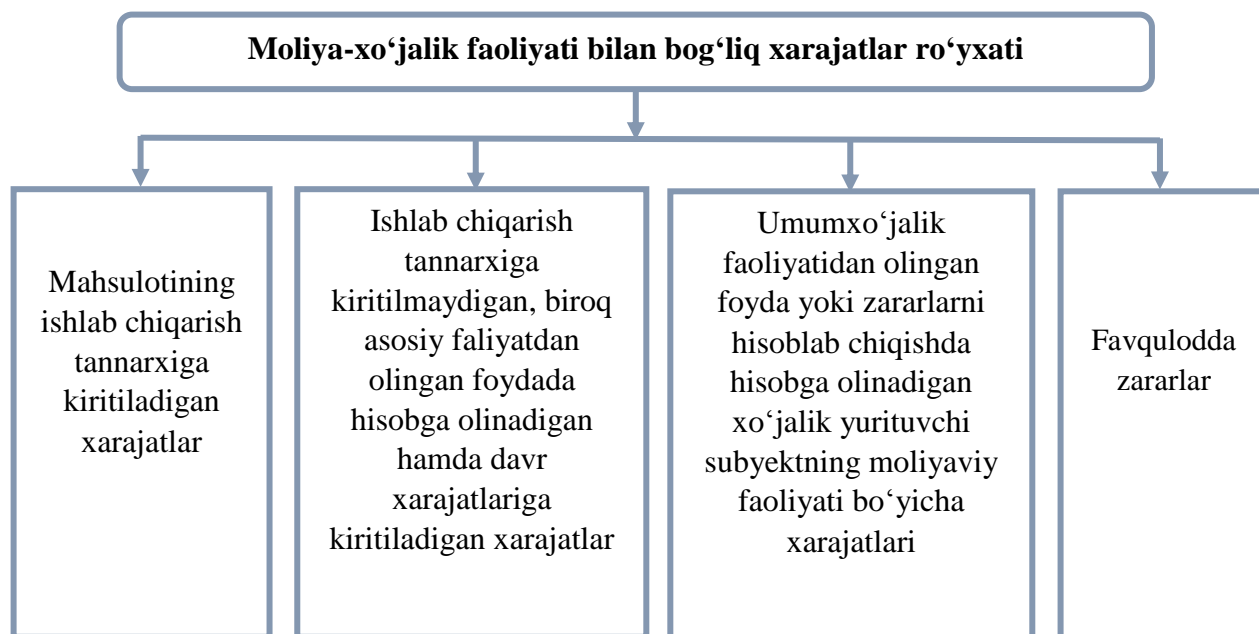 Moliya-xo‘jalik faoliyati bilan bog‘liq xarajatlar ro‘yxati
Mahsulotining
ishlab chiqarish
tannarxiga
kiritiladigan
xarajatlar
Ishlab chiqarish
tannarxiga
kiritilmaydigan, biroq
asosiy faliyatdan
olingan foydada
hisobga olinadigan
hamda davr
xarajatlariga
kiritiladigan xarajatlar
Umumxo‘jalik
faoliyatidan olingan
foyda yoki zararlarni
hisoblab chiqishda
hisobga olinadigan
xo‘jalik yurituvchi
subyektning moliyaviy
faoliyati bo‘yicha
xarajatlari
Favqulodda
zararlar